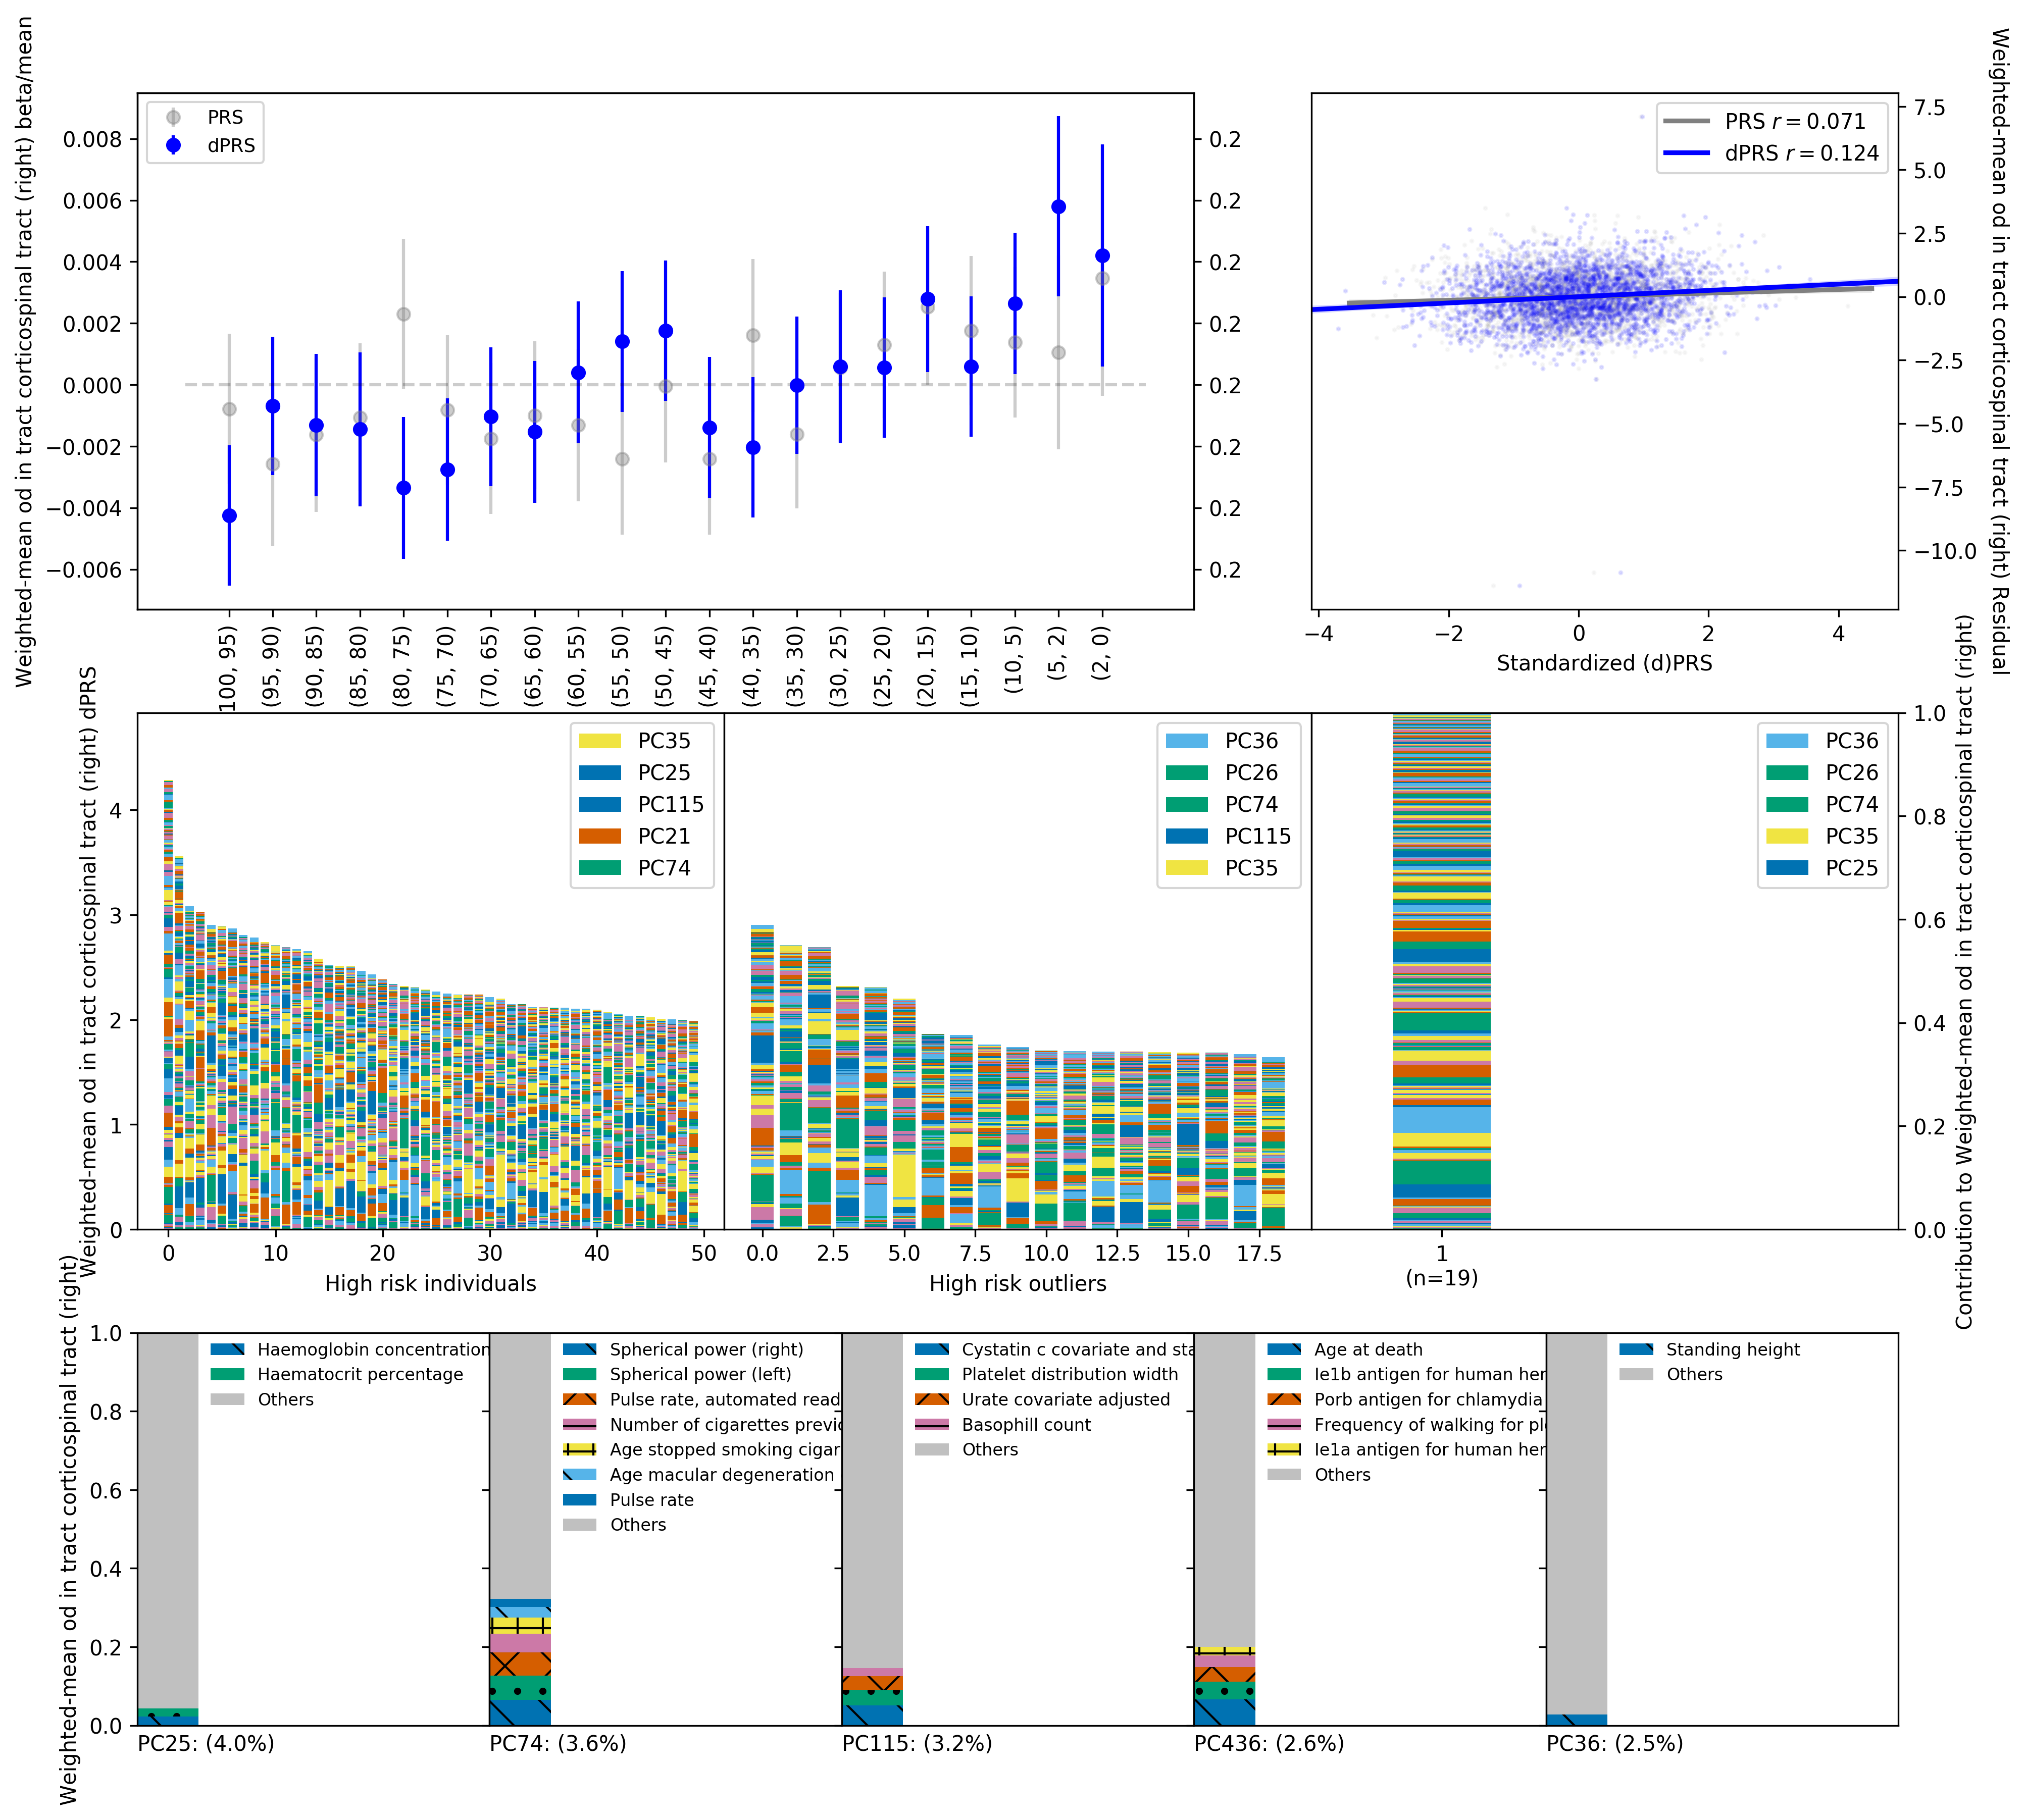 Weighted-mean od in tract corticospinal tract (right) beta/mean
0.008
0.006
0.004
0.002
0.000
−0.002
−0.004
−0.006
PRS
dPRS
0.2
0.2
0.2
0.2
0.2
0.2
0.2
0.2
100, 95)
(95, 90)
(90, 85)
(85, 80)
(80, 75)
(75, 70)
(70, 65)
(65, 60)
(60, 55)
(55, 50)
(50, 45)
(45, 40)
(40, 35)
(35, 30)
(30, 25)
(25, 20)
(20, 15)
(15, 10)
(10, 5)
(5, 2)
(2, 0)
PRS r = 0.071
dPRS r = 0.124
7.5
5.0
2.5
0.0
−2.5
−5.0
−7.5
−10.0
−4
−2
0
2
4
Standardized (d)PRS
Weighted-mean od in tract corticospinal tract (right) Residual
Weighted-mean od in tract corticospinal tract (right) dPRS
4
3
2
1
0
PC35
PC25
PC115
PC21
PC74
0
10
20
30
40
50
High risk individuals
PC36
PC26
PC74
PC115
PC35
0.0
2.5
5.0
7.5
10.0
12.5
15.0
17.5
High risk outliers
PC36
PC26
PC74
PC35
PC25
1
(n=19)
1.0
0.8
0.6
0.4
0.2
0.0
Contribution to Weighted-mean od in tract corticospinal tract (right)
Weighted-mean od in tract corticospinal tract (right)
1.0
0.8
0.6
0.4
0.2
0.0
Haemoglobin concentration
Haematocrit percentage
Others
PC25: (4.0%)
Spherical power (right)
Spherical power (left)
Pulse rate, automated read
Number of cigarettes previo
Age stopped smoking cigar
Age macular degeneration
Pulse rate
Others
PC74: (3.6%)
Cystatin c covariate and sta
Platelet distribution width
Urate covariate adjusted
Basophill count
Others
PC115: (3.2%)
Age at death
Ie1b antigen for human her
Porb antigen for chlamydia
Frequency of walking for pl
Ie1a antigen for human her
Others
PC436: (2.6%)
Standing height
Others
PC36: (2.5%)